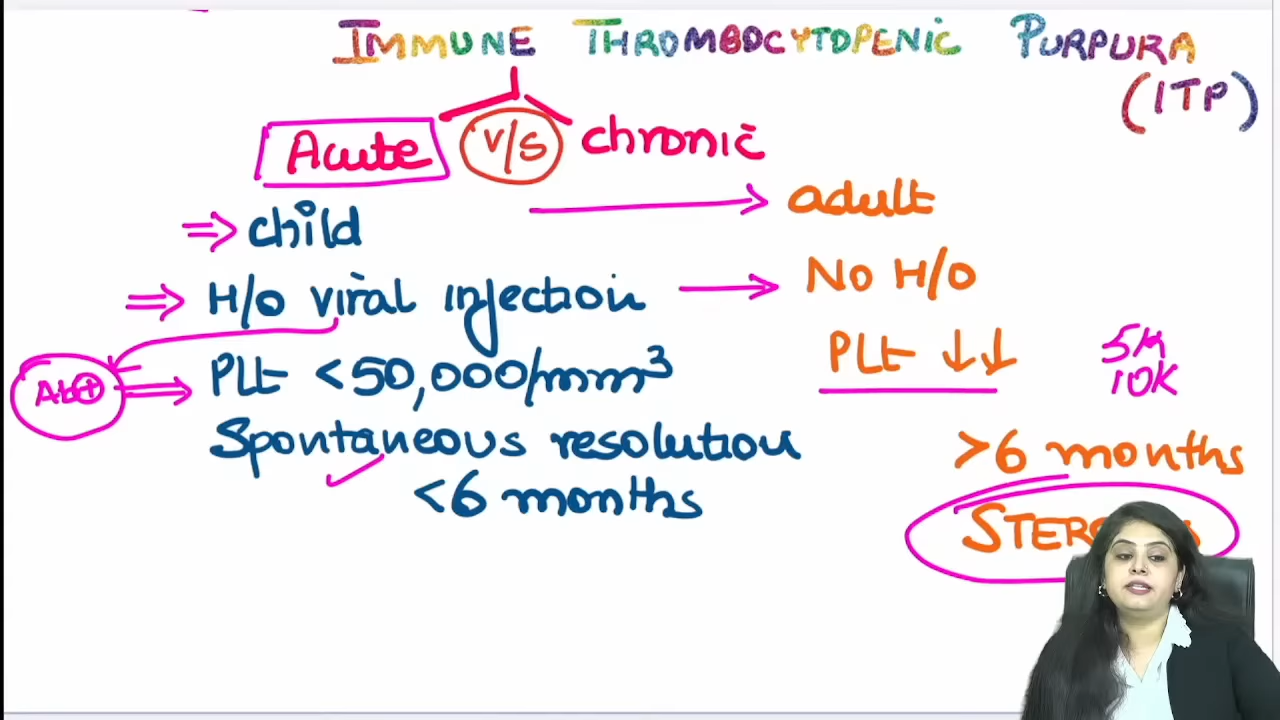 IMMUNE THROMBOCYTOPENIC PURPURA
(ITP)
Acute V/S chronic
child adult
H/O viral injection No H/O
Ab+ PLt <50,000/mm³ PLt ↓↓ 5K
10K
Spontaneous resolution >6 months
<6 months